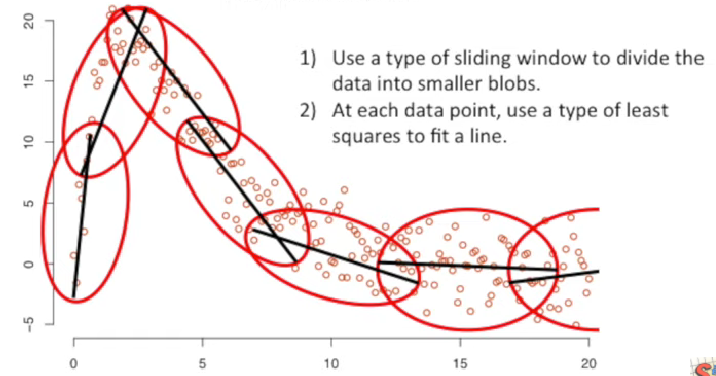 20
15
10
5
0
-5
1) Use a type of sliding window to divide the
data into smaller blobs.
2) At each data point, use a type of least
squares to fit a line.
0 5 10 15 20